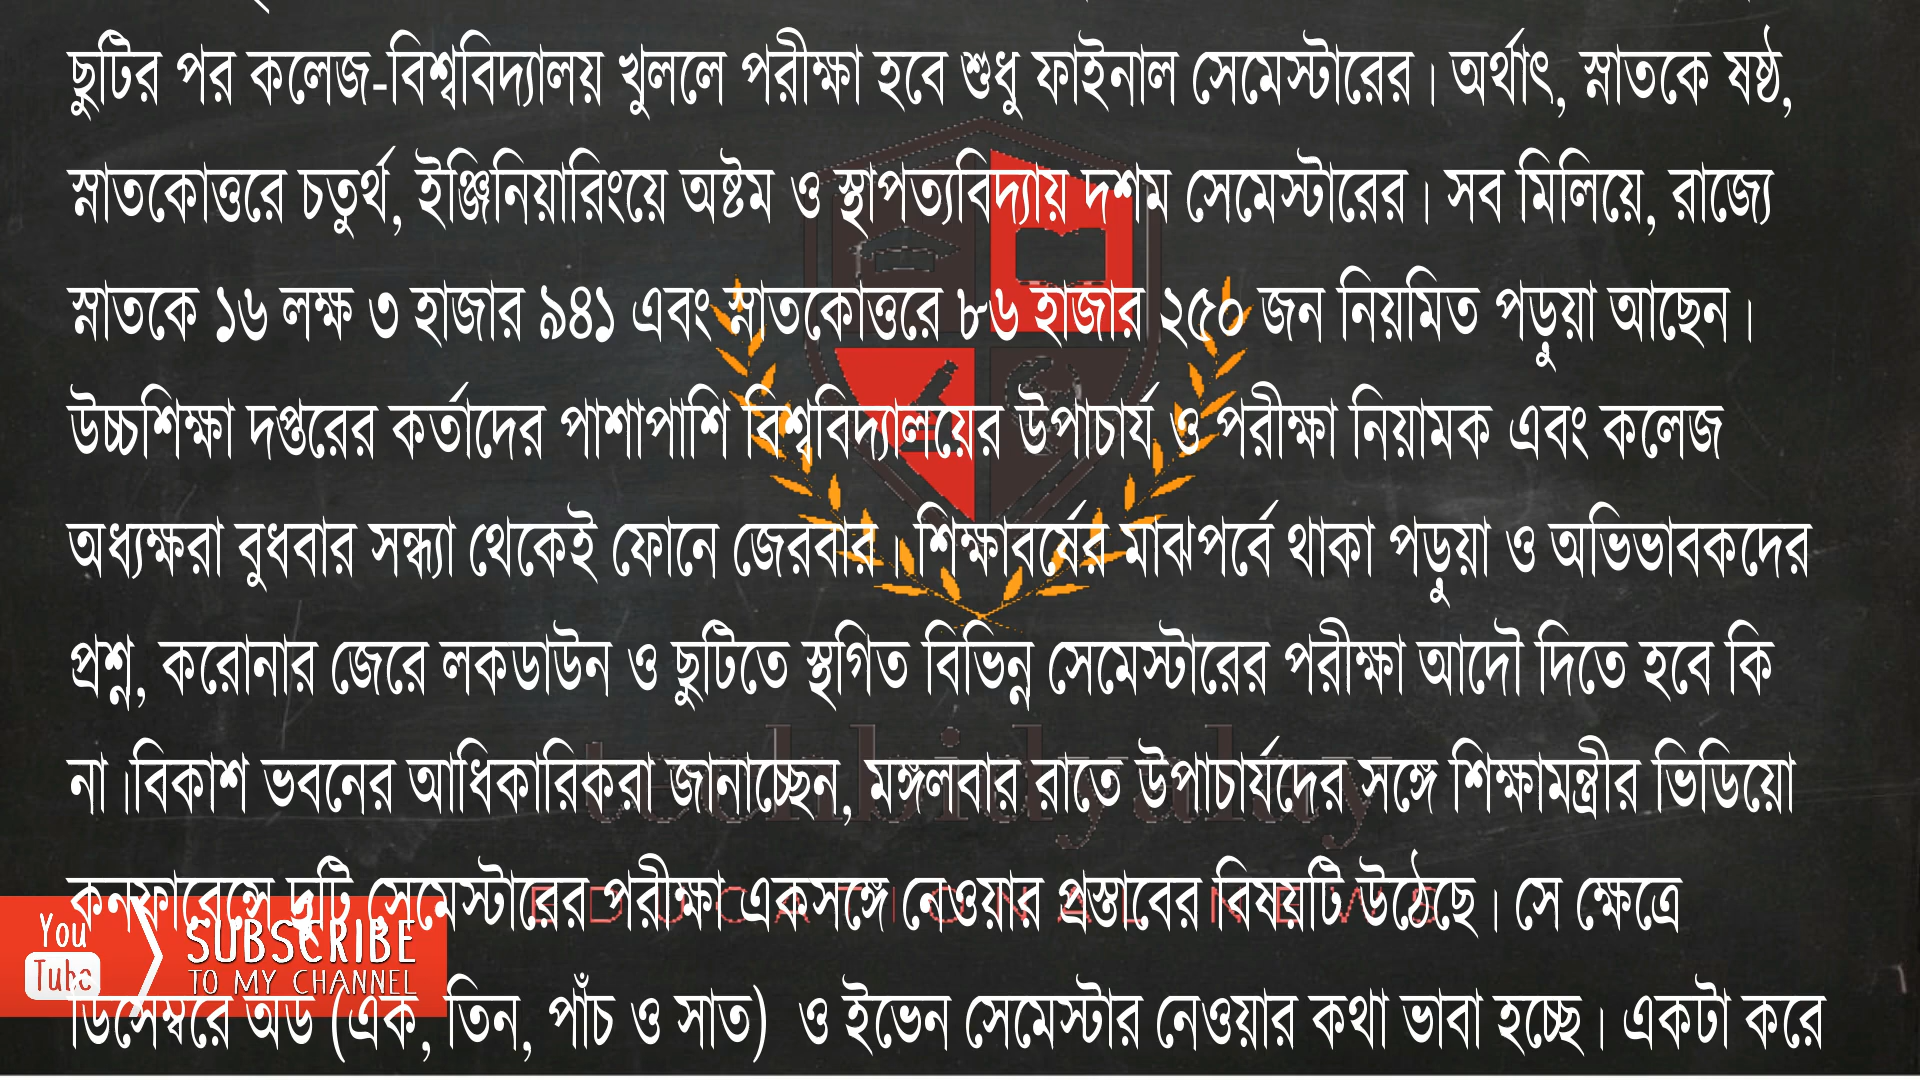 ছুটির পর কলেজ-বিশ্ববিদ্যালয় খুললে পরীক্ষা হবে শুধু ফাইনাল সেমেস্টারের। অর্থাৎ, স্নাতকে ষষ্ঠ,
স্নাতকোত্তরে চতুর্থ, ইঞ্জিনিয়ারিংয়ে অষ্টম ও স্থাপত্যবিদ্যায় দশম সেমেস্টারের। সব মিলিয়ে, রাজ্যে
স্নাতকে ১৬ লক্ষ ৩ হাজার ৯৪১ এবং স্নাতকোত্তরে ৮৬ হাজার ২৫০ জন নিয়মিত পড়ুয়া আছেন।
উচ্চশিক্ষা দপ্তরের কর্তাদের পাশাপাশি বিশ্ববিদ্যালয়ের উপাচার্য ও পরীক্ষা নিয়ামক এবং কলেজ
অধ্যক্ষরা বুধবার সন্ধ্যা থেকেই ফোনে জেরবার। শিক্ষাবর্ষের মাঝপর্বে থাকা পড়ুয়া ও অভিভাবকদের
প্রশ্ন, করোনার জেরে লকডাউন ও ছুটিতে স্থগিত বিভিন্ন সেমেস্টারের পরীক্ষা আদৌ দিতে হবে কি
না।বিকাশ ভবনের আধিকারিকরা জানাচ্ছেন, মঙ্গলবার রাতে উপাচার্যদের সঙ্গে শিক্ষামন্ত্রীর ভিডিয়ো
techbidyalay
কনফারেন্সে দুটি সেমেস্টারের পরীক্ষা একসঙ্গে নেওয়ার প্রস্তাবের বিষয়টি উঠেছে। সে ক্ষেত্রে
EDUCATIONAL NEWS
You Tube SUBSCRIBE
TO MY CHANNEL
ডিসেম্বরে অড (এক, তিন, পাঁচ ও সাত) ও ইভেন সেমেস্টার নেওয়ার কথা ভাবা হচ্ছে। একটা করে